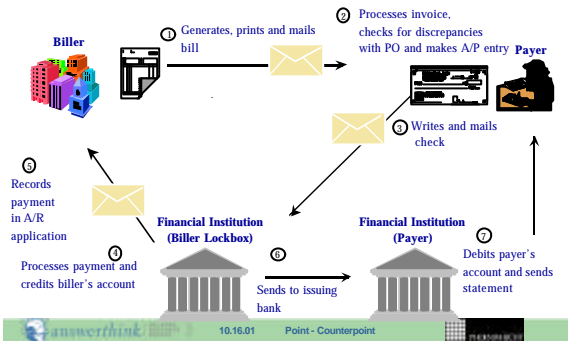 ① Generates, prints and mails
bill
② Processes invoice,
checks for discrepancies
with PO and makes A/P entry
Biller
Payer
③ Writes and mails
check
⑤
Records
payment
in A/R
application
④
Processes payment and
credits biller's account
Financial Institution
(Biller Lockbox)
⑥
Sends to issuing
bank
Financial Institution
(Payer)
⑦
Debits payer's
account and sends
statement
answerthink
10.16.01 Point - Counterpoint